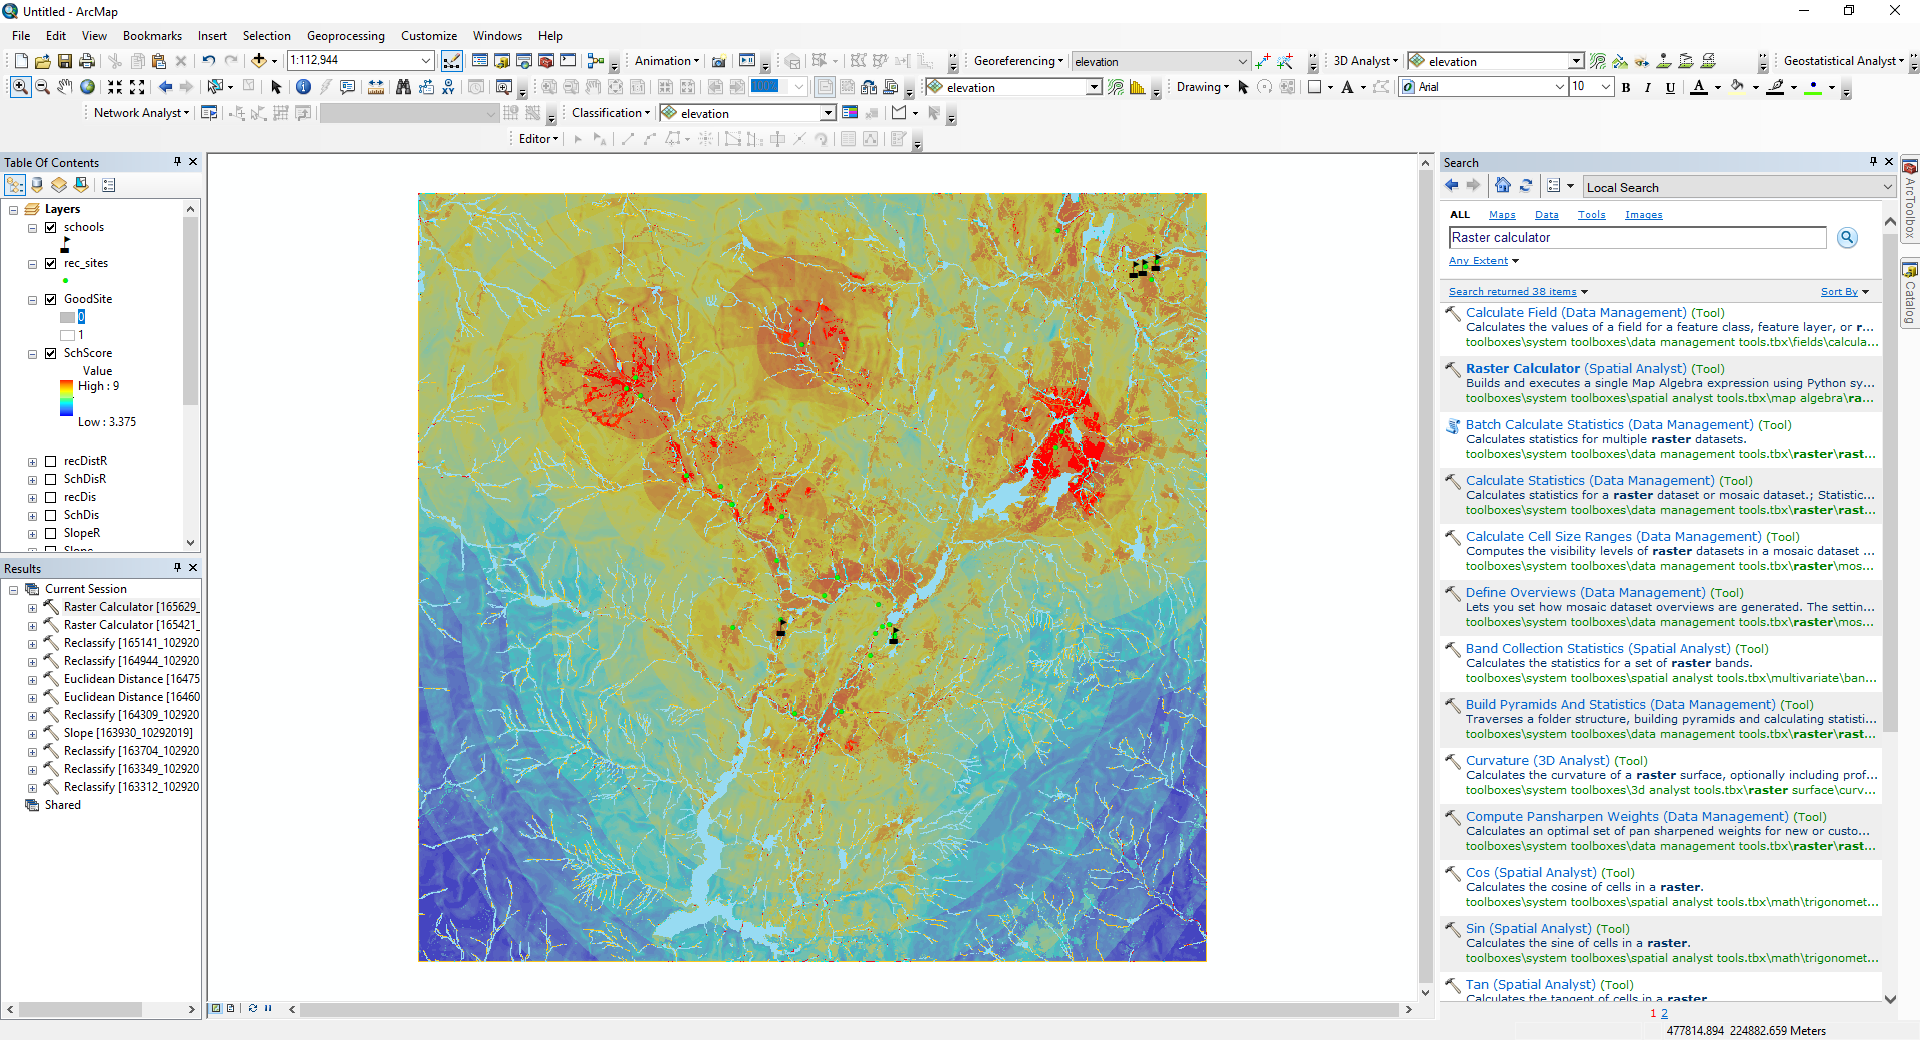 Untitled - ArcMap
File Edit View Bookmarks Insert Selection Geoprocessing Customize Windows Help
1:112,944 Animation Georeferencing elevation 3D Analyst elevation Geostatistical Analyst
100% elevation Drawing A Arial 10 B I U A
Network Analyst Classification elevation
Editor
Table Of Contents
Layers
schools
rec_sites
GoodSite
0
1
SchScore
Value
High : 9
Low : 3.375
recDistR
SchDisR
recDis
SchDis
SlopeR
Slope
Results
Current Session
Raster Calculator [165629_
Raster Calculator [165421_
Reclassify [165141_102920
Reclassify [164944_102920
Euclidean Distance [16475
Euclidean Distance [16460
Reclassify [164309_102920
Slope [163930_10292019]
Reclassify [163704_102920
Reclassify [163349_102920
Reclassify [163312_102920
Shared
Search
Local Search
ALL Maps Data Tools Images
Raster calculator
Any Extent
Search returned 38 items Sort By
Calculate Field (Data Management) (Tool)
Calculates the values of a field for a feature class, feature layer, or r...
toolboxes\system toolboxes\data management tools.tbx\fields\calcula...
Raster Calculator (Spatial Analyst) (Tool)
Builds and executes a single Map Algebra expression using Python sy...
toolboxes\system toolboxes\spatial analyst tools.tbx\map algebra\ra...
Batch Calculate Statistics (Data Management) (Tool)
Calculates statistics for multiple raster datasets.
toolboxes\system toolboxes\data management tools.tbx\raster\rast...
Calculate Statistics (Data Management) (Tool)
Calculates statistics for a raster dataset or mosaic dataset.; Statistic...
toolboxes\system toolboxes\data management tools.tbx\raster\rast...
Calculate Cell Size Ranges (Data Management) (Tool)
Computes the visibility levels of raster datasets in a mosaic dataset ...
toolboxes\system toolboxes\data management tools.tbx\raster\mos...
Define Overviews (Data Management) (Tool)
Lets you set how mosaic dataset overviews are generated. The settin...
toolboxes\system toolboxes\data management tools.tbx\raster\mos...
Band Collection Statistics (Spatial Analyst) (Tool)
Calculates the statistics for a set of raster bands.
toolboxes\system toolboxes\spatial analyst tools.tbx\multivariate\ban...
Build Pyramids And Statistics (Data Management) (Tool)
Traverses a folder structure, building pyramids and calculating statisti...
toolboxes\system toolboxes\data management tools.tbx\raster\rast...
Curvature (3D Analyst) (Tool)
Calculates the curvature of a raster surface, optionally including prof...
toolboxes\system toolboxes\3d analyst tools.tbx\raster surface\curv...
Compute Pansharpen Weights (Data Management) (Tool)
Calculates an optimal set of pan sharpened weights for new or custo...
toolboxes\system toolboxes\data management tools.tbx\raster\rast...
Cos (Spatial Analyst) (Tool)
Calculates the cosine of cells in a raster.
toolboxes\system toolboxes\spatial analyst tools.tbx\math\trigonomet...
Sin (Spatial Analyst) (Tool)
Calculates the sine of cells in a raster.
toolboxes\system toolboxes\spatial analyst tools.tbx\math\trigonomet...
Tan (Spatial Analyst) (Tool)
Calculates the tangent of cells in a raster
1 2
ArcToolbox
Catalog
477814.894 224882.659 Meters